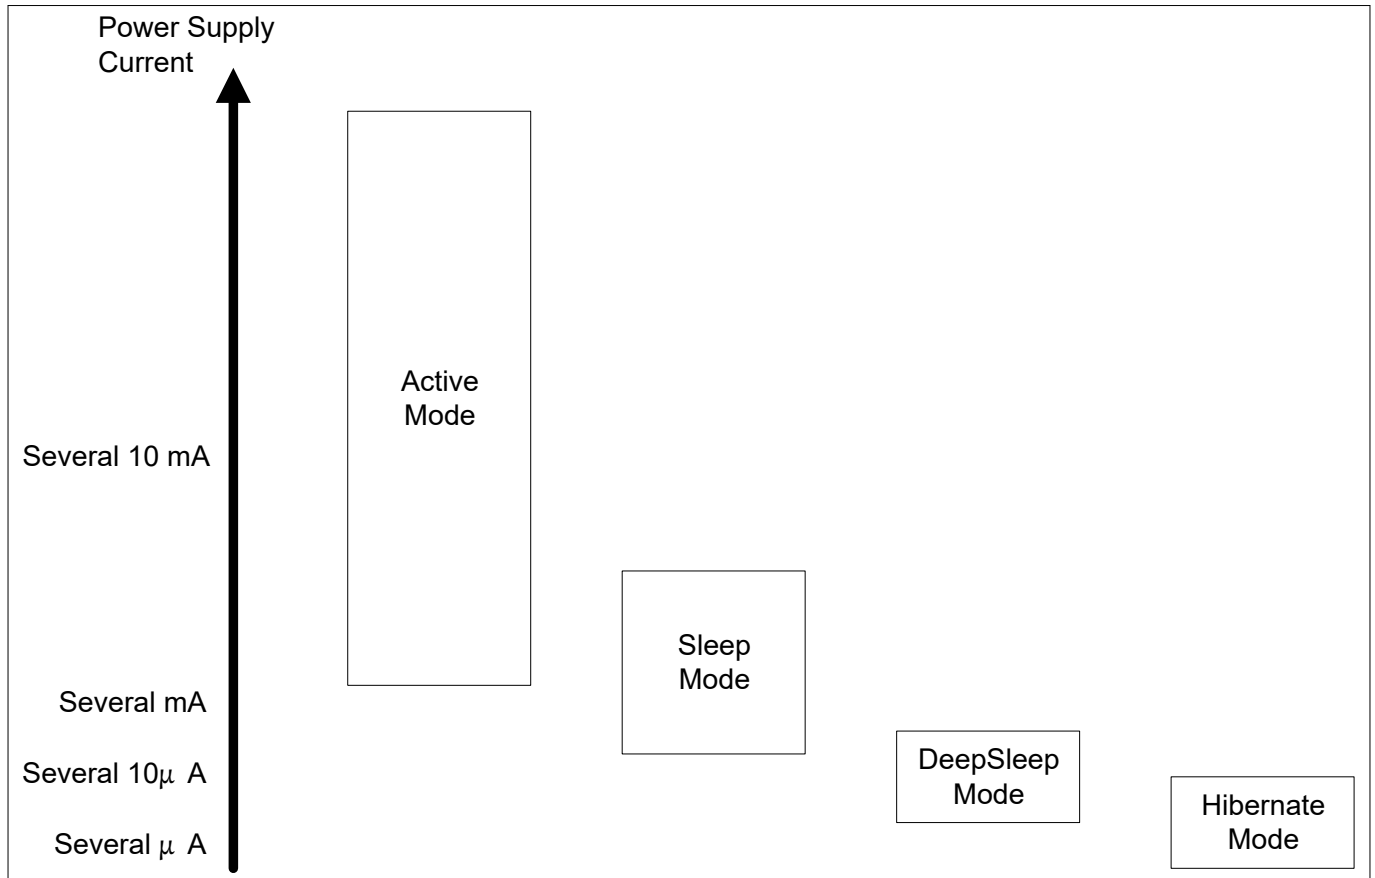 Power Supply
Current
Active
Mode
Several 10 mA
Sleep
Mode
Several mA
DeepSleep
Mode
Several 10μ A
Hibernate
Mode
Several μ A